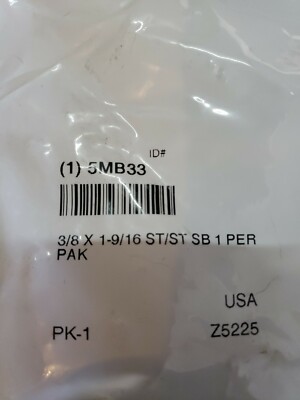 ID#
(1) 5MB33
3/8 X 1-9/16 ST/ST SB 1 PER
PAK
USA
PK-1 Z5225